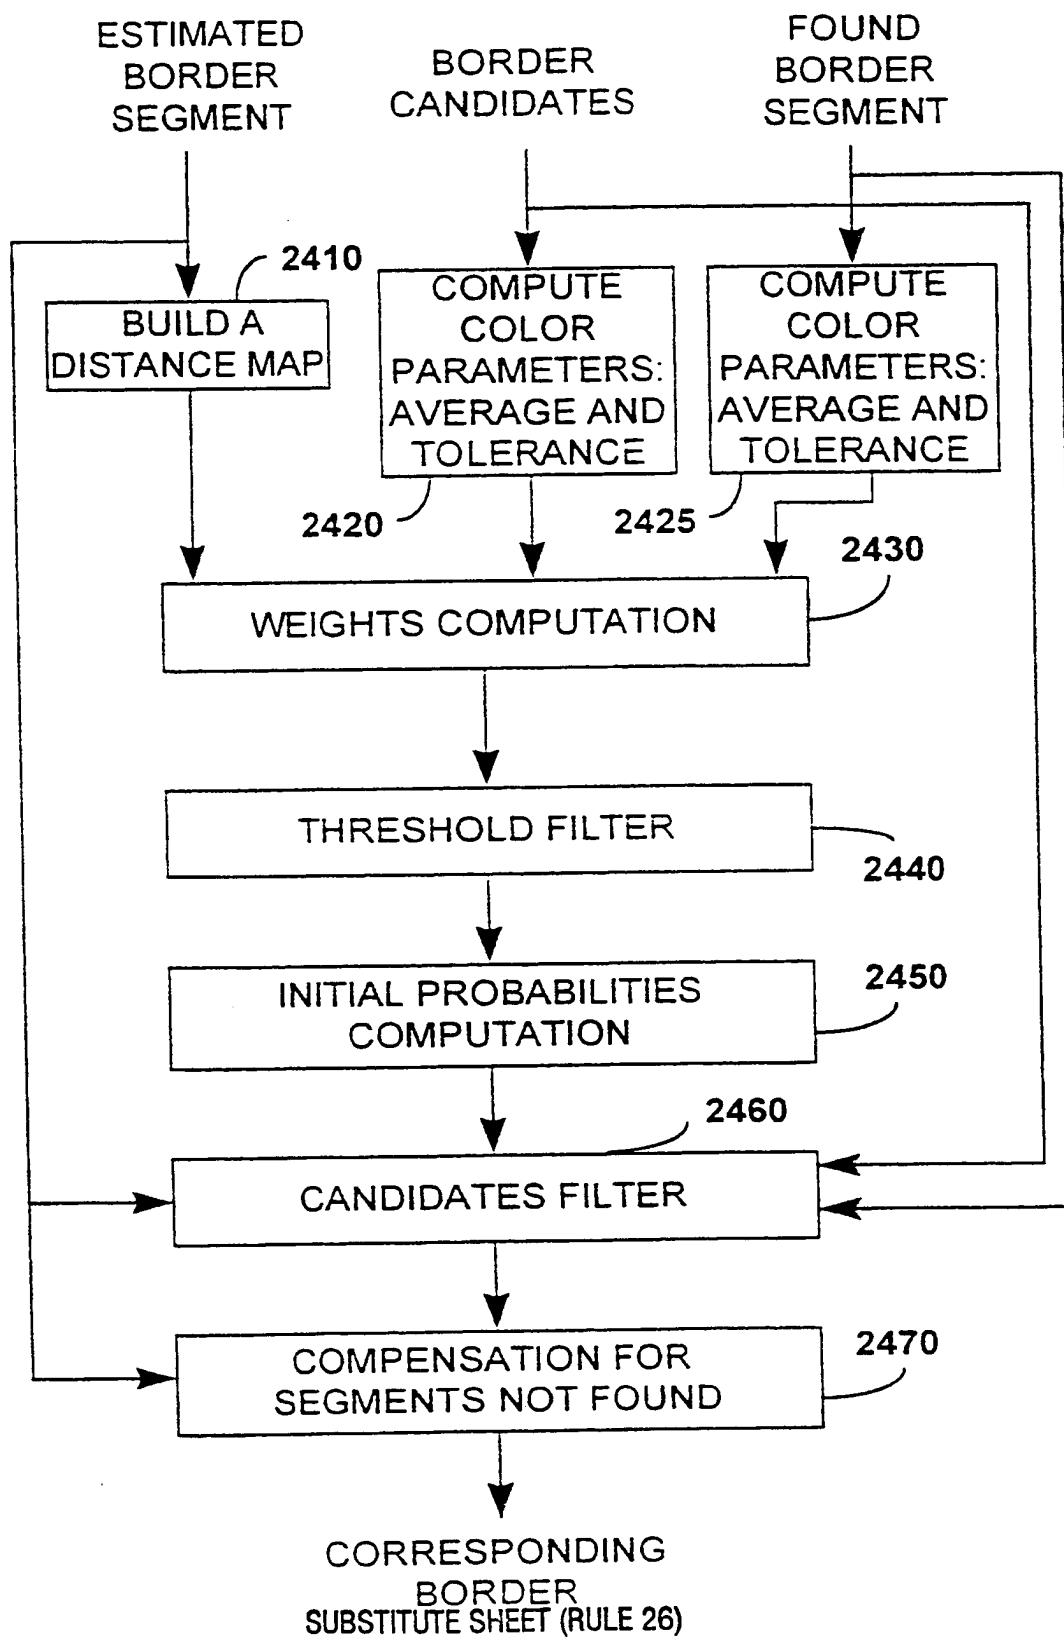 ESTIMATED
BORDER
SEGMENT
BORDER
CANDIDATES
FOUND
BORDER
SEGMENT
2410
BUILD A
DISTANCE MAP
COMPUTE
COLOR
PARAMETERS:
AVERAGE AND
TOLERANCE
COMPUTE
COLOR
PARAMETERS:
AVERAGE AND
TOLERANCE
2420
2425
2430
WEIGHTS COMPUTATION
THRESHOLD FILTER
2440
INITIAL PROBABILITIES
COMPUTATION
2450
2460
CANDIDATES FILTER
COMPENSATION FOR
SEGMENTS NOT FOUND
2470
CORRESPONDING
BORDER
SUBSTITUTE SHEET (RULE 26)